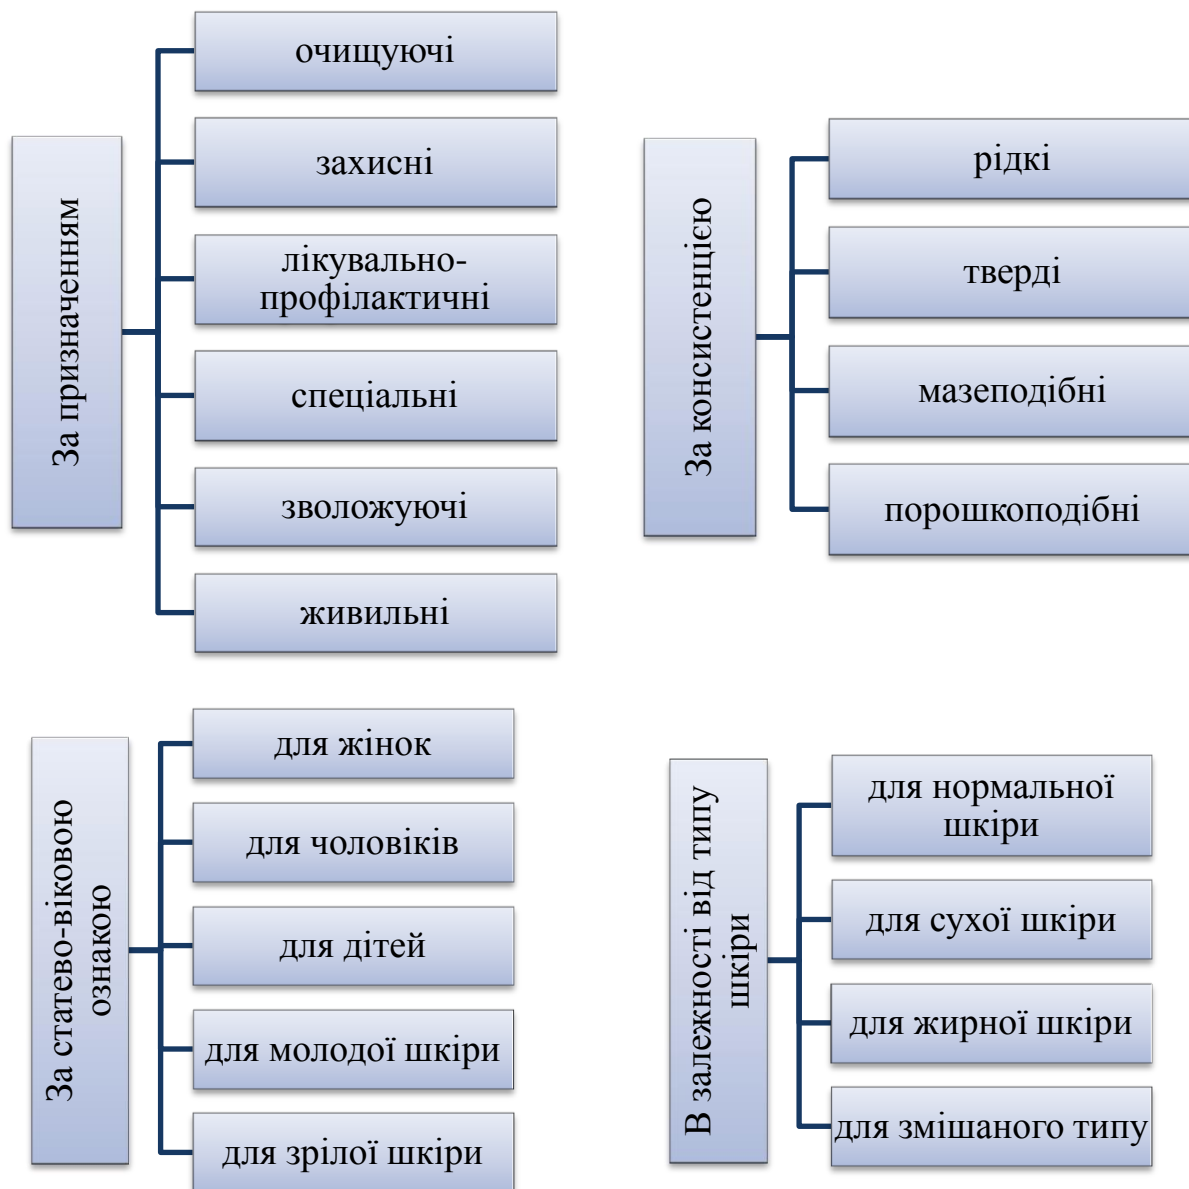 За призначенням
очищуючі
захисні
лікувально-
профілактичні
спеціальні
зволожуючі
живильні
За консистенцією
рідкі
тверді
мазеподібні
порошкоподібні
За статево-віковою
ознакою
для жінок
для чоловіків
для дітей
для молодої шкіри
для зрілої шкіри
В залежності від типу
шкіри
для нормальної
шкіри
для сухої шкіри
для жирної шкіри
для змішаного типу